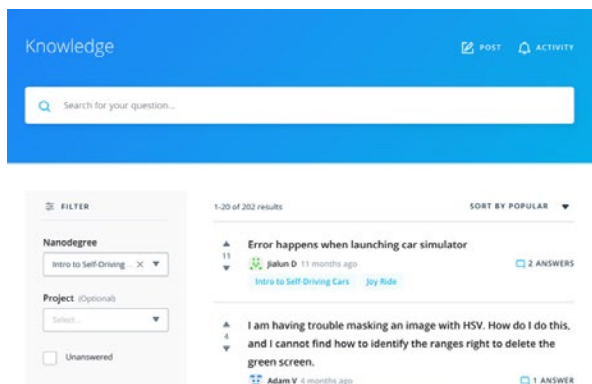 Knowledge
POST
ACTIVITY
Search for your question...
FILTER
1-20 of 202 results
SORT BY POPULAR
Nanodegree
Intro to Self-Driving ...
Project (Optional)
Select...
Unanswered
11
Error happens when launching car simulator
Jialun D 11 months ago
2 ANSWERS
Intro to Self Driving Cars
Joy Ride
4
I am having trouble masking an image with HSV. How do I do this,
and I cannot find how to identify the ranges right to delete the
green screen.
Adam V 4 months ago
1 ANSWER